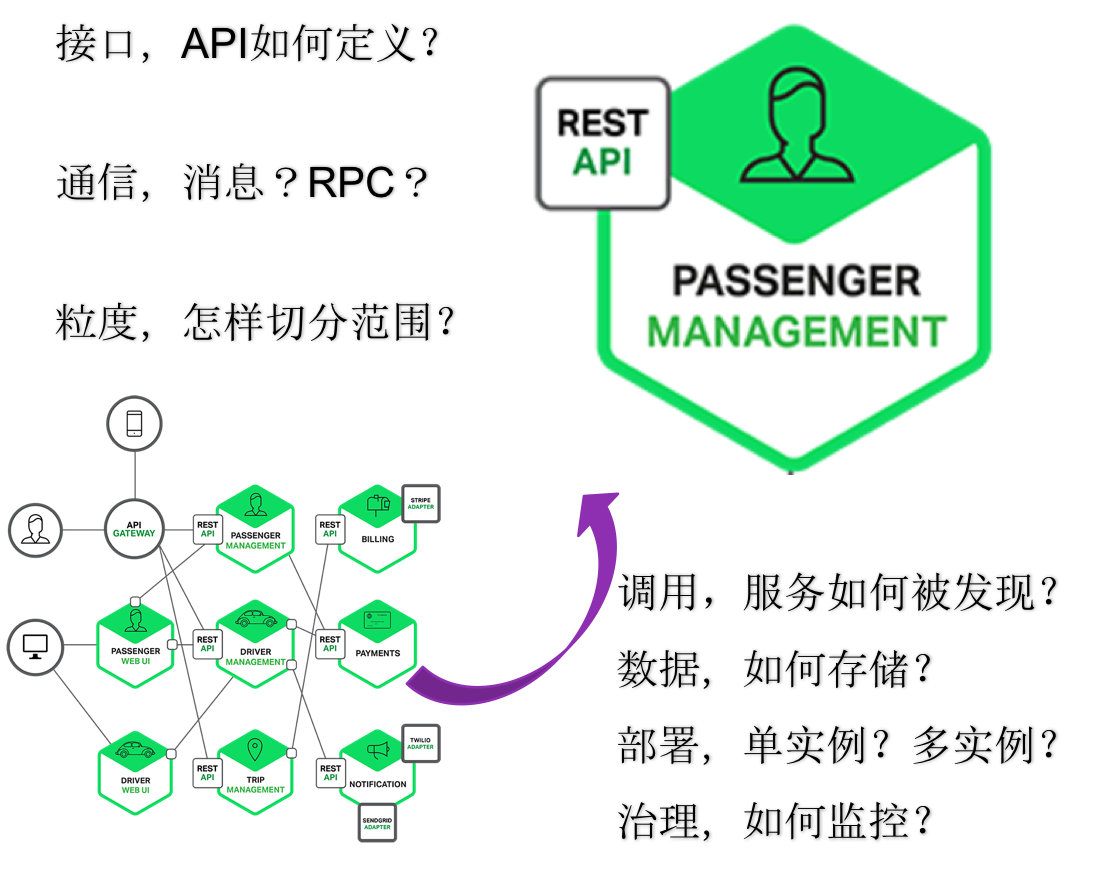 接口，API如何定义？
通信，消息？RPC？
粒度，怎样切分范围？
REST
API
PASSENGER
MANAGEMENT
API
GATEWAY
REST
API
PASSENGER
MANAGEMENT
REST
API
BILLING
STRIPE
ADAPTER
PASSENGER
WEB UI
REST
API
DRIVER
MANAGEMENT
REST
API
PAYMENTS
DRIVER
WEB UI
REST
API
TRIP
MANAGEMENT
REST
API
NOTIFICATION
TWILIO
ADAPTER
SENDGRID
ADAPTER
调用，服务如何被发现？
数据，如何存储？
部署，单实例？多实例？
治理，如何监控？